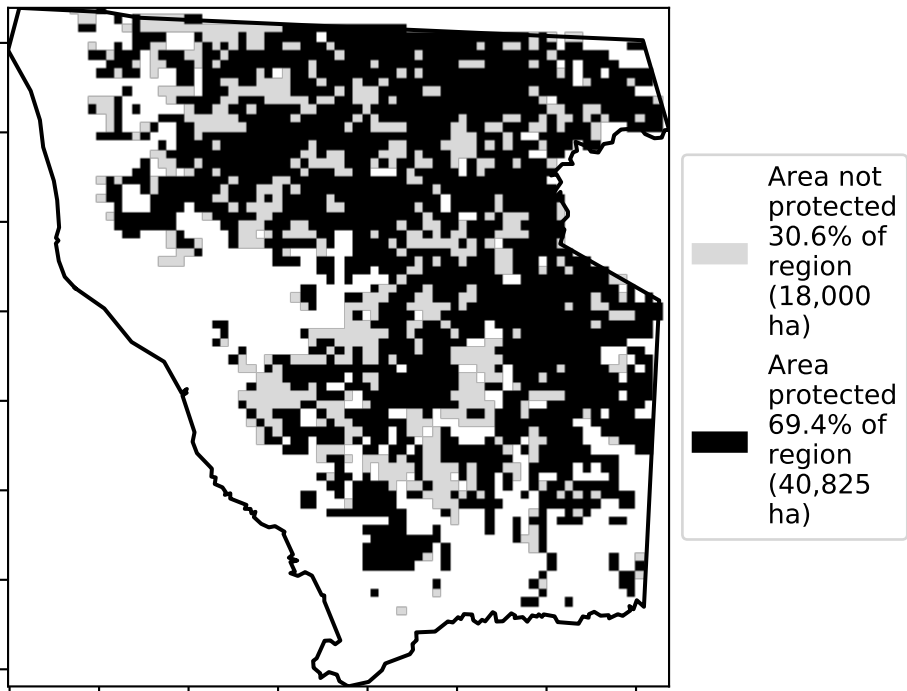 Area not
protected
30.6% of
region
(18,000
ha)
Area
protected
69.4% of
region
(40,825
ha)